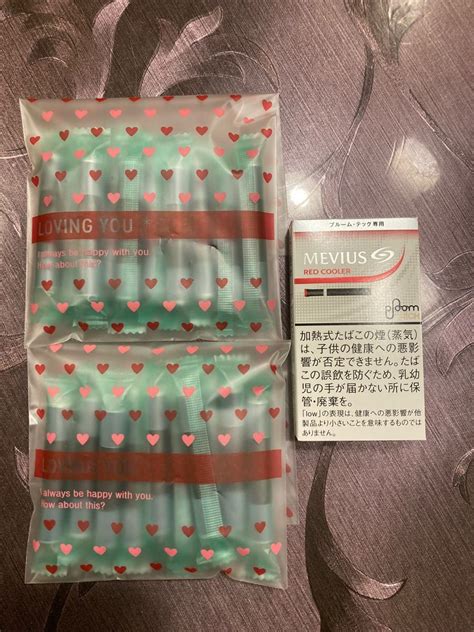 LOVING YOU
I always be happy with you.
How about this?
LOVING YOU
I always be happy with you.
How about this?
プルーム・テック専用
MEVIUS
RED COOLER
ploom
TECH
加熱式たばこの煙(蒸気)
は、子供の健康への悪影
響が否定できません。たば
この誤飲を防ぐため、乳幼
児の手が届かない所に保
管・廃棄を。
「low」の表現は、健康への悪影響が他
製品より小さいことを意味するものでは
ありません。